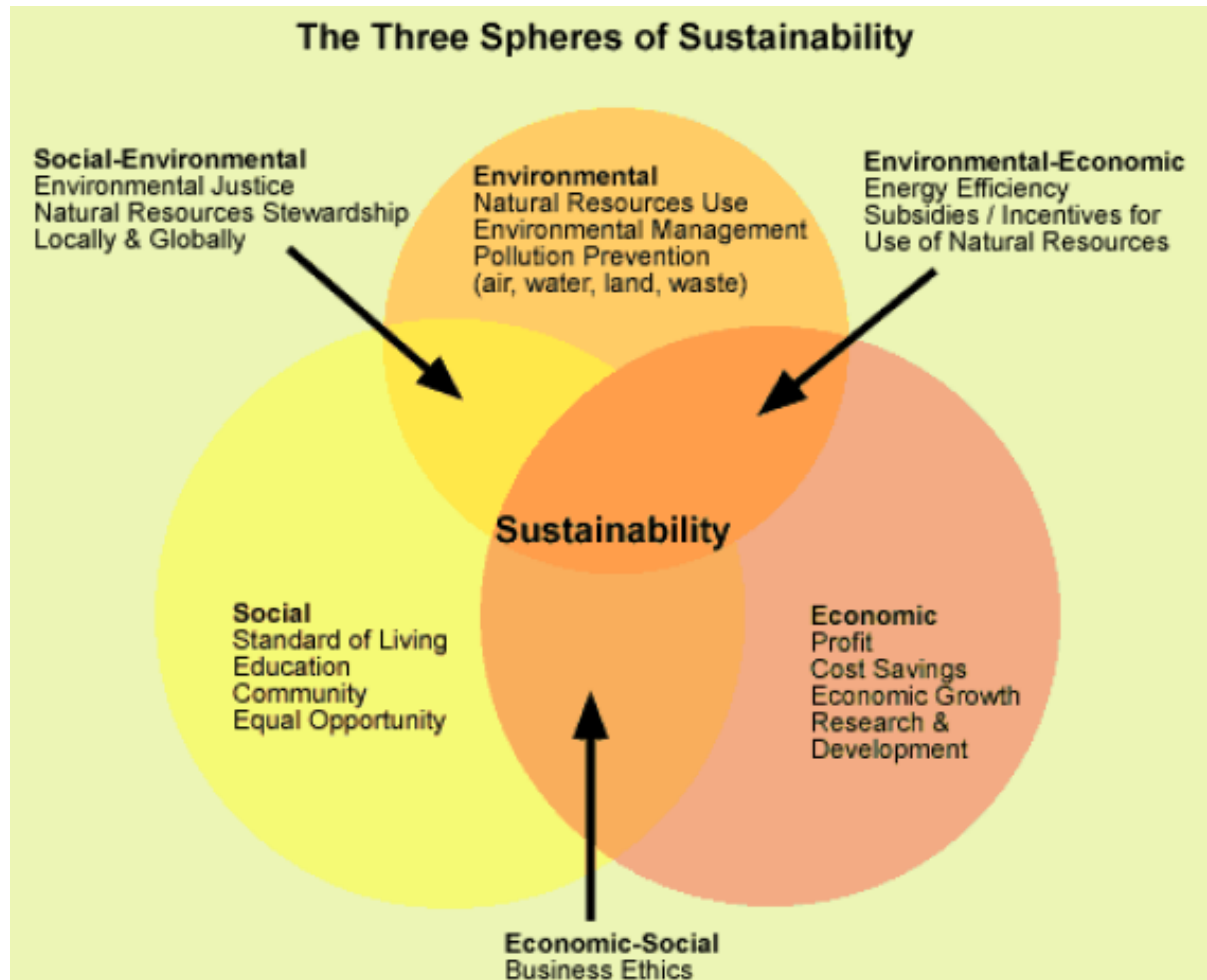 The Three Spheres of Sustainability
Social-Environmental
Environmental Justice
Natural Resources Stewardship
Locally & Globally
Environmental
Natural Resources Use
Environmental Management
Pollution Prevention
(air, water, land, waste)
Environmental-Economic
Energy Efficiency
Subsidies / Incentives for
Use of Natural Resources
Sustainability
Social
Standard of Living
Education
Community
Equal Opportunity
Economic
Profit
Cost Savings
Economic Growth
Research &
Development
Economic-Social
Business Ethics